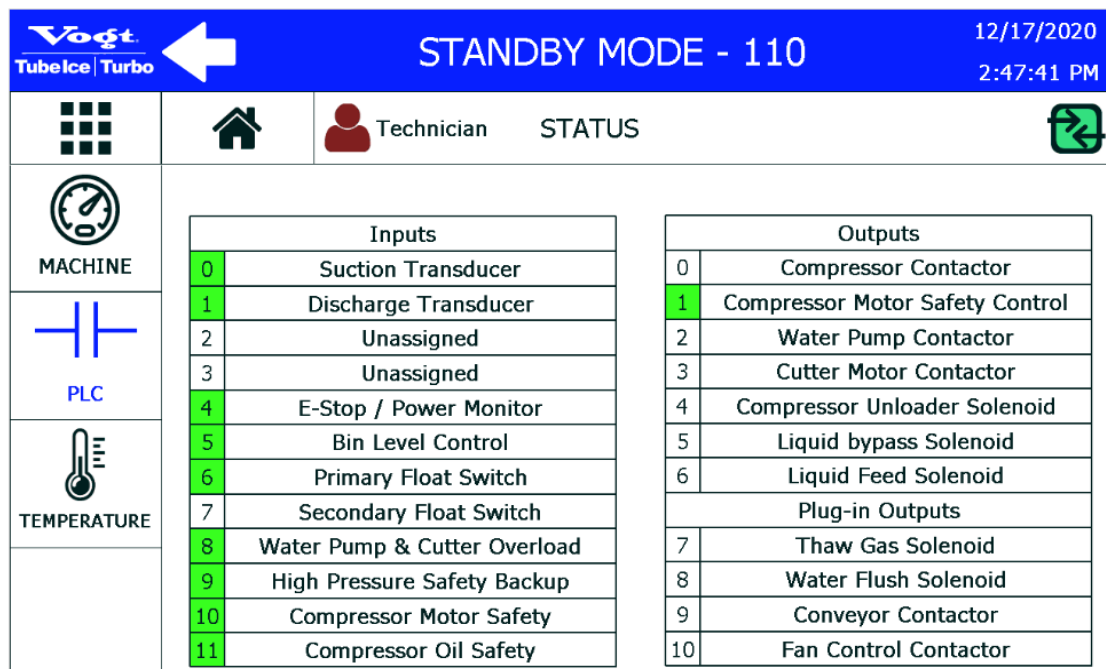 Vogt.
TubeIce | Turbo
STANDBY MODE - 110
12/17/2020
2:47:41 PM
Technician
STATUS
MACHINE
PLC
TEMPERATURE
Inputs
0 Suction Transducer
1 Discharge Transducer
2 Unassigned
3 Unassigned
4 E-Stop / Power Monitor
5 Bin Level Control
6 Primary Float Switch
7 Secondary Float Switch
8 Water Pump & Cutter Overload
9 High Pressure Safety Backup
10 Compressor Motor Safety
11 Compressor Oil Safety
Outputs
0 Compressor Contactor
1 Compressor Motor Safety Control
2 Water Pump Contactor
3 Cutter Motor Contactor
4 Compressor Unloader Solenoid
5 Liquid bypass Solenoid
6 Liquid Feed Solenoid
Plug-in Outputs
7 Thaw Gas Solenoid
8 Water Flush Solenoid
9 Conveyor Contactor
10 Fan Control Contactor